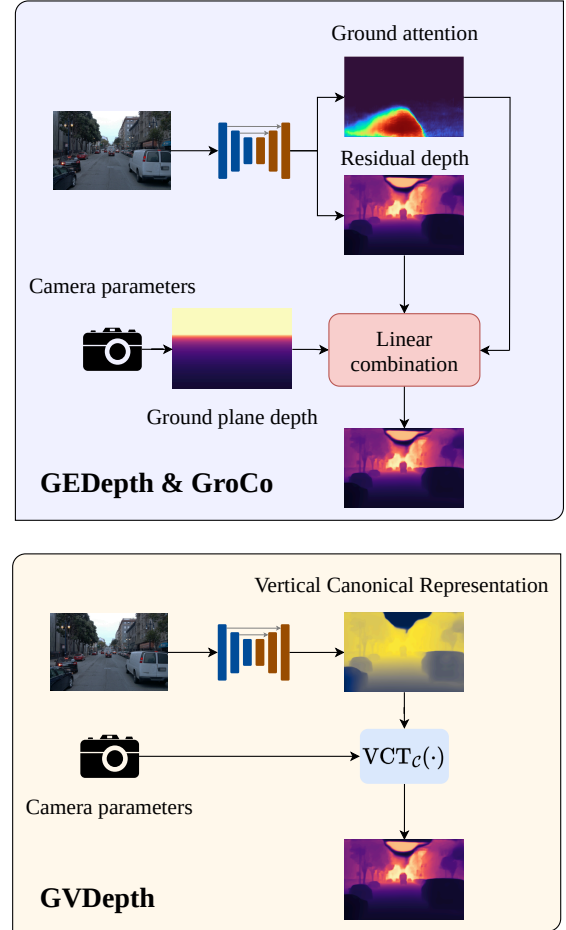 Ground attention
Residual depth
Camera parameters
Linear
combination
Ground plane depth
GEDepth & GroCo
Vertical Canonical Representation
VCT𝒞(·)
Camera parameters
GVDepth